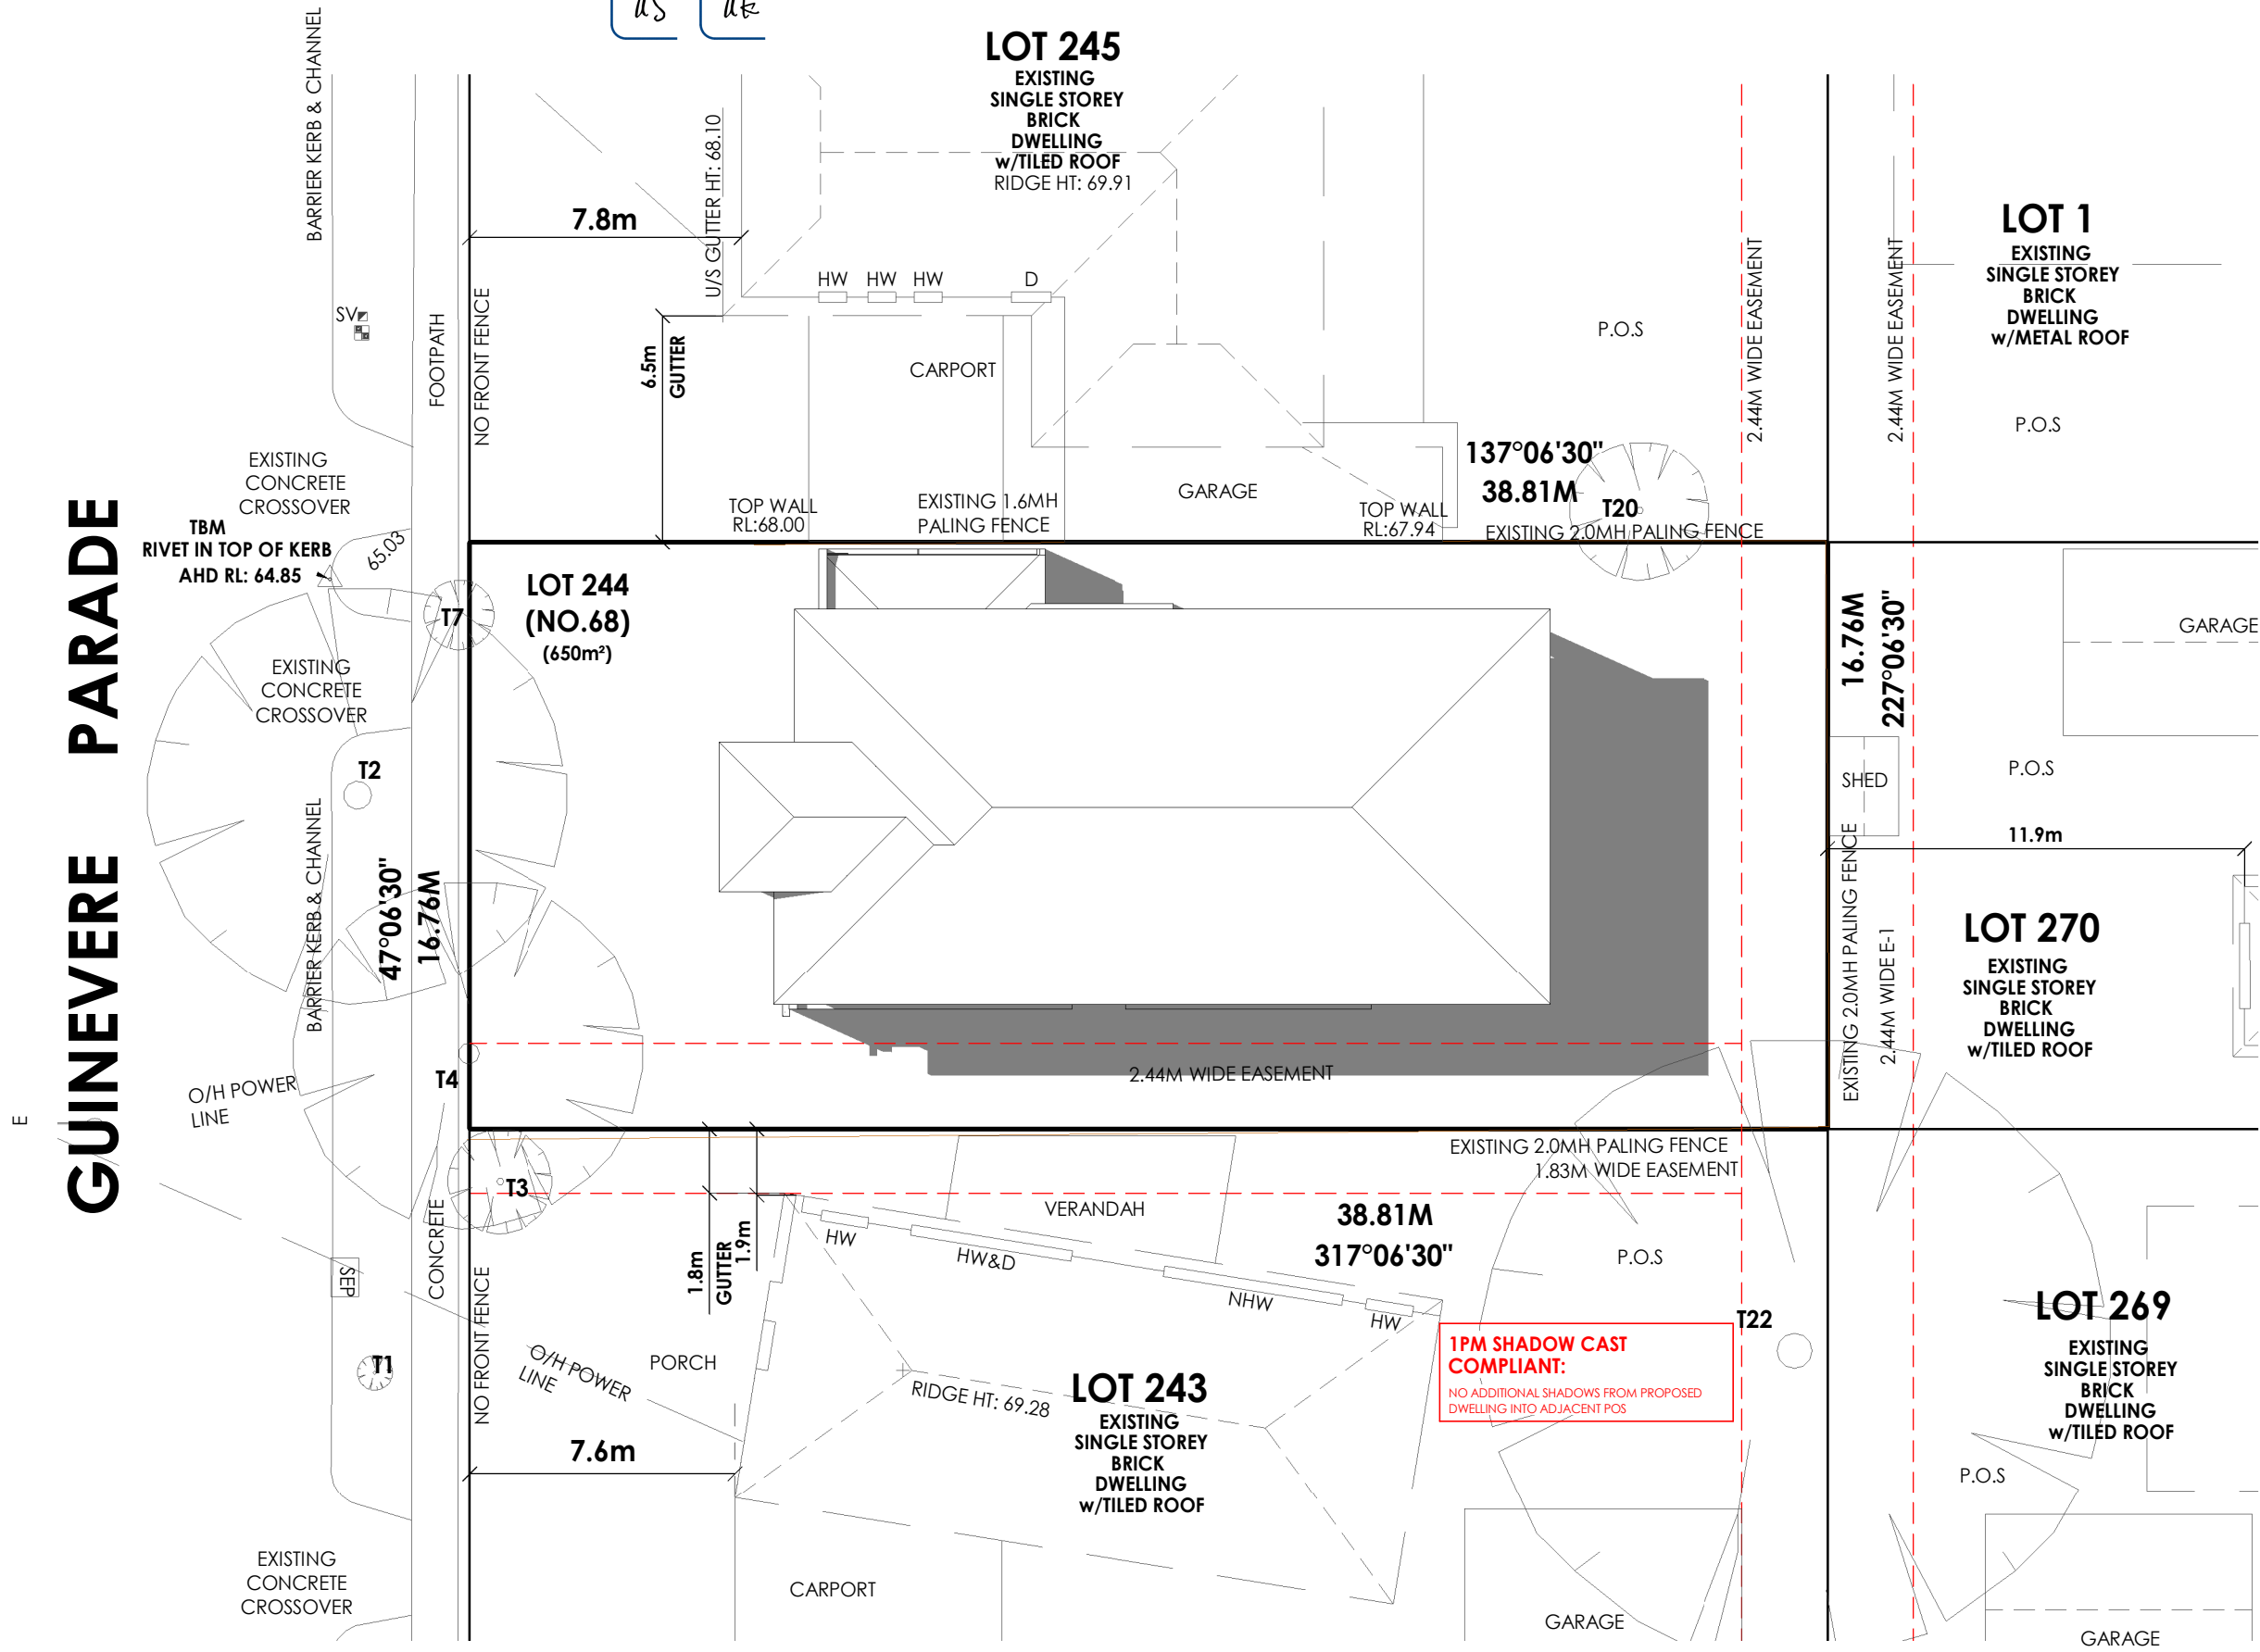 BARRIER KERB & CHANNEL
LOT 245
EXISTING
SINGLE STOREY
BRICK
DWELLING
w/TILED ROOF
RIDGE HT: 69.91
U/S GUTTER HT: 68.10
7.8m
HW HW HW D
SV
FOOTPATH
NO FRONT FENCE
6.5m
GUTTER
CARPORT
P.O.S
2.44M WIDE EASEMENT
2.44M WIDE EASEMENT
LOT 1
EXISTING
SINGLE STOREY
BRICK
DWELLING
w/METAL ROOF
P.O.S
EXISTING
CONCRETE
CROSSOVER
TBM
RIVET IN TOP OF KERB
AHD RL: 64.85
65.03
TOP WALL
RL:68.00
EXISTING 1.6MH
PALING FENCE
GARAGE
TOP WALL
RL:67.94
137°06'30"
38.81M
T20
EXISTING 2.0MH PALING FENCE
GUINEVERE PARADE
T7
LOT 244
(NO.68)
(650m²)
EXISTING
CONCRETE
CROSSOVER
T2
BARRIER KERB & CHANNEL
47°06'30"
16.76M
16.76M
227°06'30"
GARAGE
P.O.S
SHED
11.9m
EXISTING 2.0MH PALING FENCE
2.44M WIDE E-1
LOT 270
EXISTING
SINGLE STOREY
BRICK
DWELLING
w/TILED ROOF
2.44M WIDE EASEMENT
T4
O/H POWER
LINE
E
EXISTING 2.0MH PALING FENCE
1.83M WIDE EASEMENT
T3
CONCRETE
SEP
NO FRONT FENCE
1.8m
GUTTER
1.9m
VERANDAH
HW
HW&D
NHW
HW
38.81M
317°06'30"
P.O.S
T22
1PM SHADOW CAST
COMPLIANT:
NO ADDITIONAL SHADOWS FROM PROPOSED
DWELLING INTO ADJACENT POS
LOT 269
EXISTING
SINGLE STOREY
BRICK
DWELLING
w/TILED ROOF
P.O.S
T1
O/H POWER
LINE
PORCH
RIDGE HT: 69.28
LOT 243
EXISTING
SINGLE STOREY
BRICK
DWELLING
w/TILED ROOF
7.6m
EXISTING
CONCRETE
CROSSOVER
CARPORT
GARAGE
GARAGE